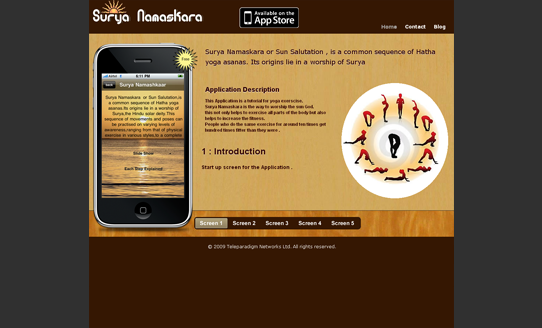 Surya Namaskara
Available on the
App Store
Home Contact Blog
Free
Surya Namaskara or Sun Salutation , is a common sequence of Hatha
yoga asanas. Its origins lie in a worship of Surya
6:11 PM
Back
Surya Namashkaar
Surya Namaskara or Sun Salutation,is
a common sequence of Hatha yoga
asanas.Its origins lie in a worship of
Surya,the Hindu solar deity.This
sequence of movements and poses can
be practised on varying levels of
awareness,ranging from that of physical
exercise in various styles,to a complete
Slide Show
Each Step Explained
Application Description
This Application is a tutorial for yoga exercise.
Surya Namaskara is the way to worship the sun God.
this not only helps to exercise all parts of the body but also
helps to increase the fitness.
People who do the same exercise for around ten times get
hundred times fitter than they were .
1 : Introduction
Start up screen for the Application .
Screen 1 Screen 2 Screen 3 Screen 4 Screen 5
© 2009 Teleparadigm Networks Ltd. All rights reserved.